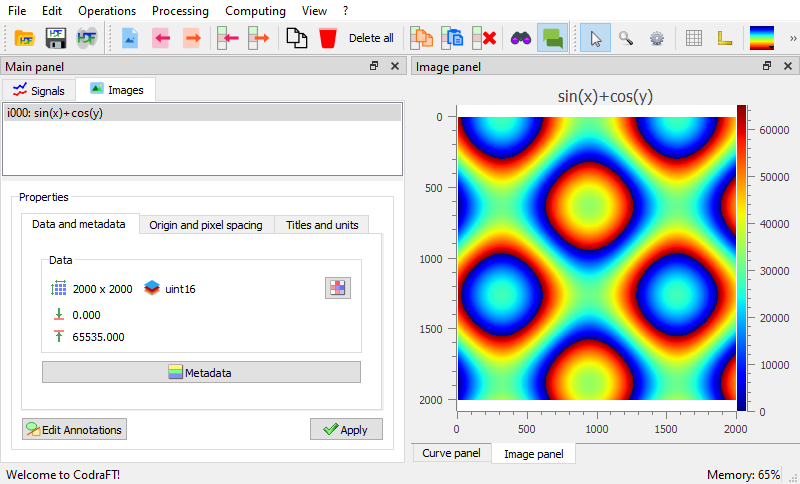 File Edit Operations Processing Computing View ?
Delete all »
Main panel
Signals Images
i000: sin(x)+cos(y)
Properties
Data and metadata Origin and pixel spacing Titles and units
Data
2000 x 2000 uint16
0.000
65535.000
Metadata
Edit Annotations Apply
Image panel
sin(x)+cos(y)
0
500
1000
1500
2000
0 500 1000 1500 2000
60000
50000
40000
30000
20000
10000
0
Curve panel Image panel
Welcome to CodraFT! Memory: 65%